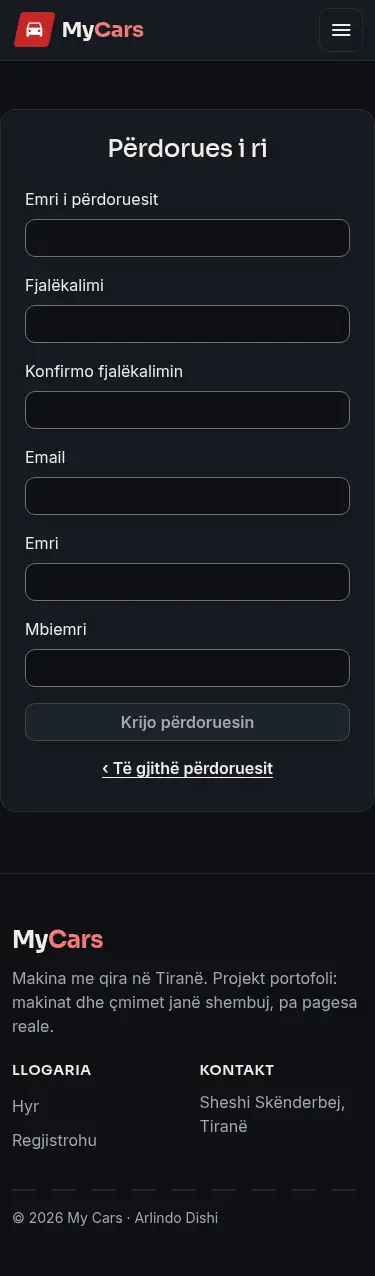 MyCars
Përdorues i ri
Emri i përdoruesit
Fjalëkalimi
Konfirmo fjalëkalimin
Email
Emri
Mbiemri
Krijo përdoruesin
‹ Të gjithë përdoruesit
MyCars
Makina me qira në Tiranë. Projekt portofoli:
makinat dhe çmimet janë shembuj, pa pagesa
reale.
LLOGARIA
Hyr
Regjistrohu
KONTAKT
Sheshi Skënderbej,
Tiranë
© 2026 My Cars · Arlindo Dishi